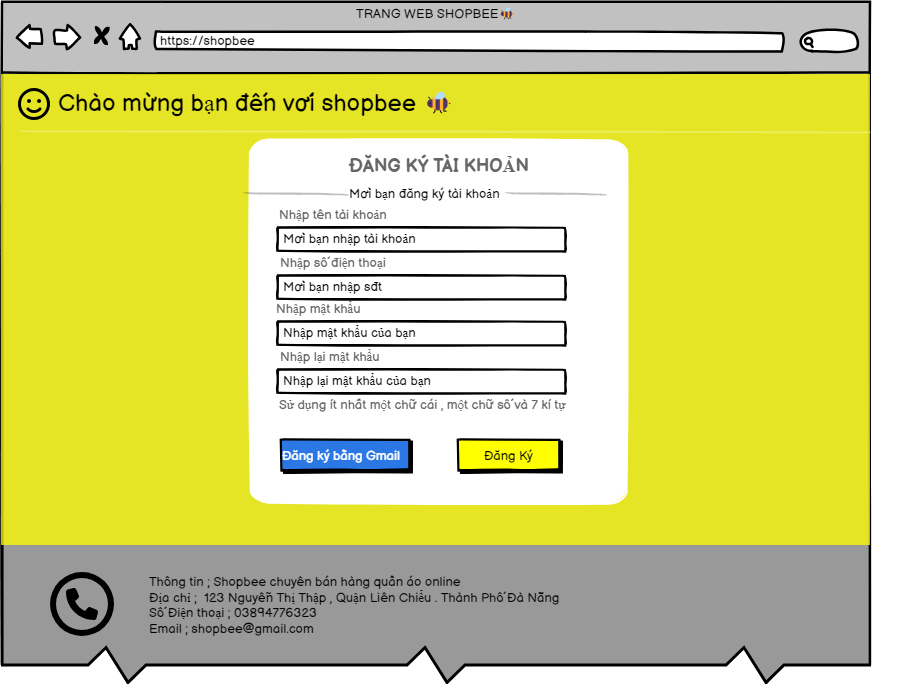 TRANG WEB SHOPBEE🐝
https://shopbee
Chào mừng bạn đến với shopbee 🐝
ĐĂNG KÝ TÀI KHOẢN
Mời bạn đăng ký tài khoản
Nhập tên tài khoản
Mời bạn nhập tài khoản
Nhập số điện thoại
Mời bạn nhập sđt
Nhập mật khẩu
Nhập mật khẩu của bạn
Nhập lại mật khẩu
Nhập lại mật khẩu của bạn
Sử dụng ít nhất một chữ cái , một chữ số và 7 kí tự
Đăng ký bằng Gmail
Đăng Ký
Thông tin ; Shopbee chuyên bán hàng quần áo online
Địa chỉ ; 123 Nguyễn Thị Thập , Quận Liên Chiểu . Thành Phố Đà Nẵng
Số Điện thoại ; 03894776323
Email ; shopbee@gmail.com